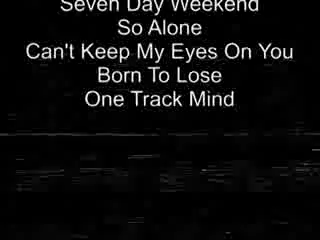 Seven Day Weekend
So Alone
Can't Keep My Eyes On You
Born To Lose
One Track Mind